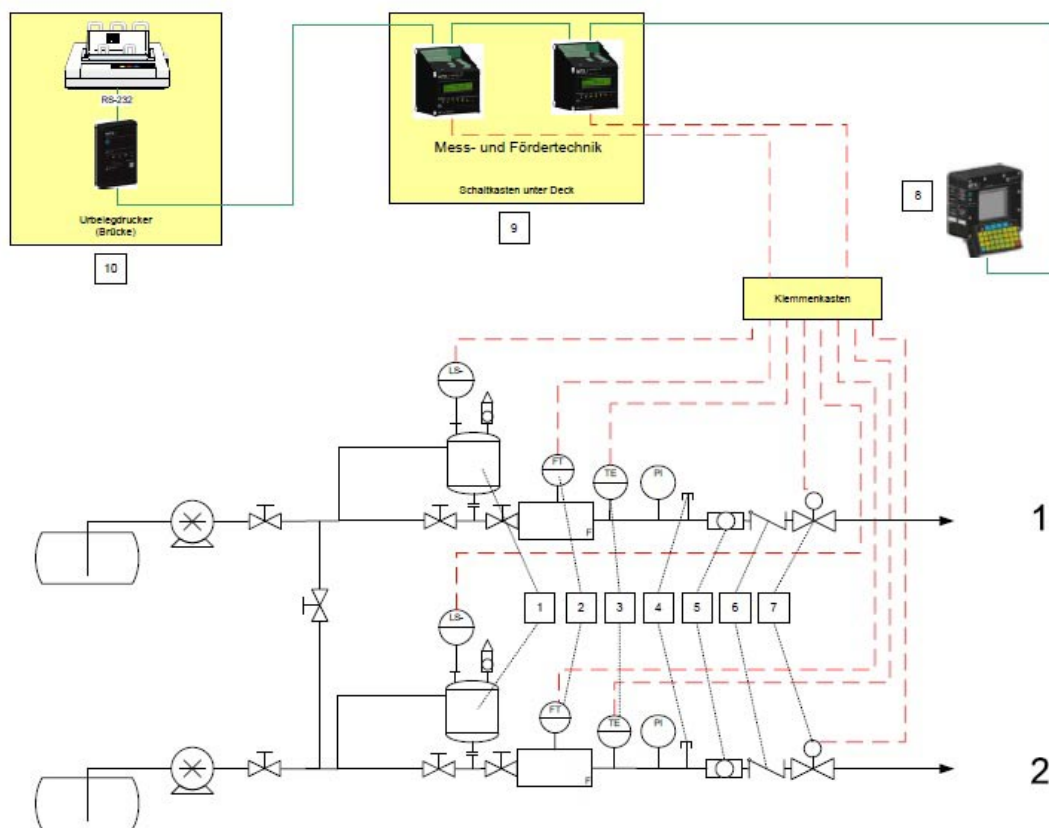 RS-232
Urbelegdrucker
(Brücke)
10
Mess- und Fördertechnik
Schaltkasten unter Deck
9
8
Klemmenkasten
LS-
FT
TE
PI
F
1
LS-
1
2
3
4
5
6
7
FT
TE
PI
F
2